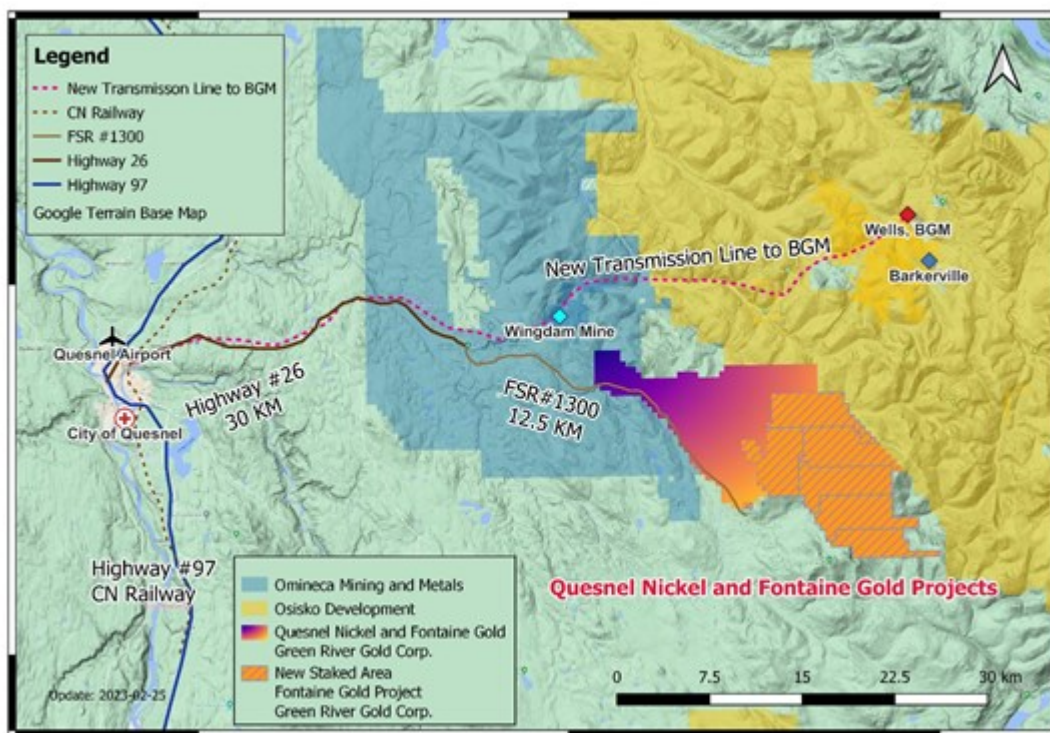 Legend
New Transmisson Line to BGM
CN Railway
FSR #1300
Highway 26
Highway 97
Google Terrain Base Map
Wells, BGM
New Transmission Line to BGM
Barkerville
Wingdam Mine
Quesnel Airport
Highway #26
30 KM
FSR#1300
12.5 KM
City of Quesnel
Highway #97
CN Railway
Quesnel Nickel and Fontaine Gold Projects
Omineca Mining and Metals
Osisko Development
Quesnel Nickel and Fontaine Gold
Green River Gold Corp.
New Staked Area
Fontaine Gold Project
Green River Gold Corp.
0 7.5 15 22.5 30 km
Update: 2023-02-25